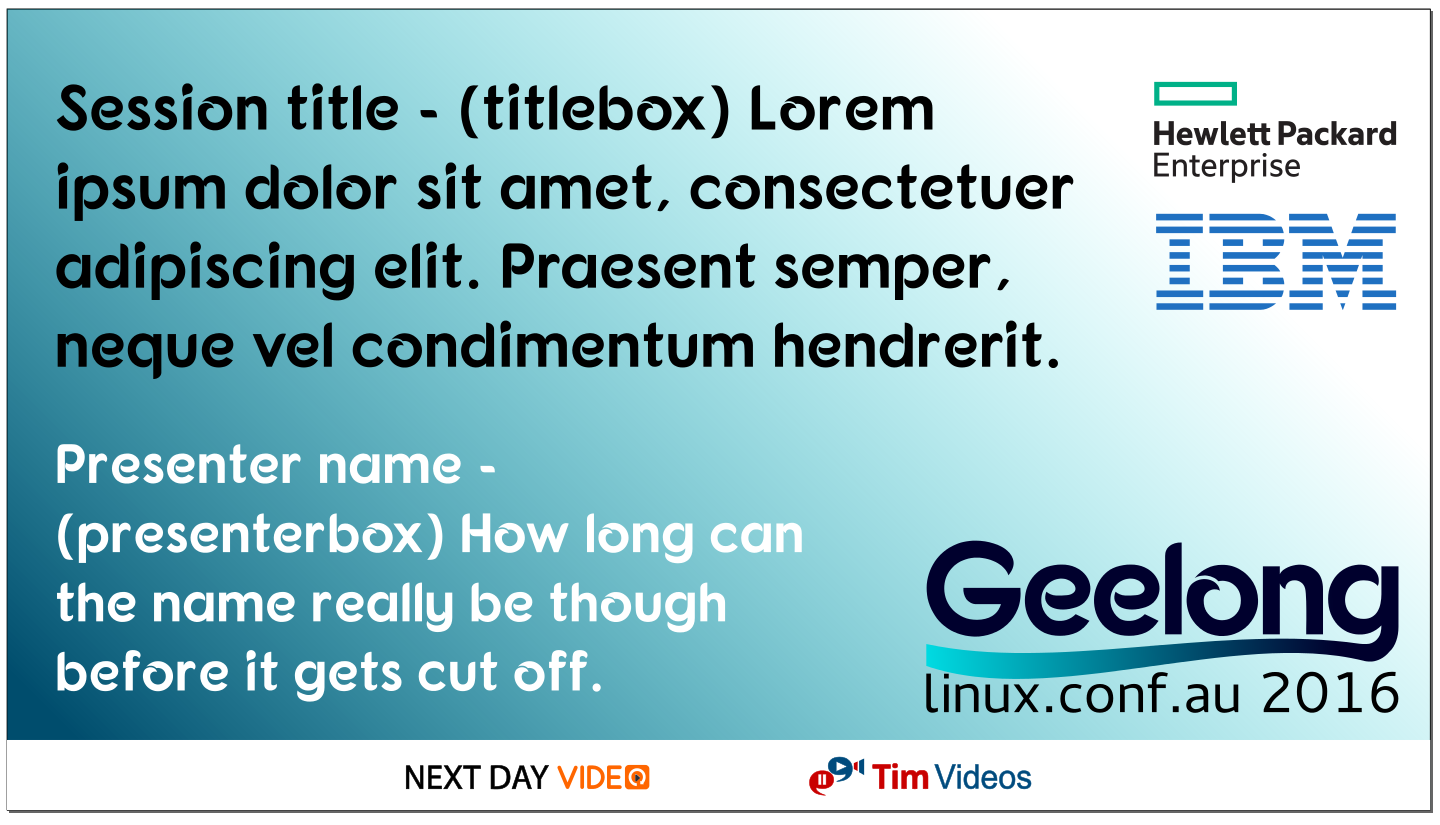 Session title - (titlebox) Lorem
ipsum dolor sit amet, consectetuer
adipiscing elit. Praesent semper,
neque vel condimentum hendrerit.
Hewlett Packard
Enterprise
IBM
Presenter name -
(presenterbox) How long can
the name really be though
before it gets cut off.
Geelong
linux.conf.au 2016
NEXT DAY VIDEO
Tim Videos